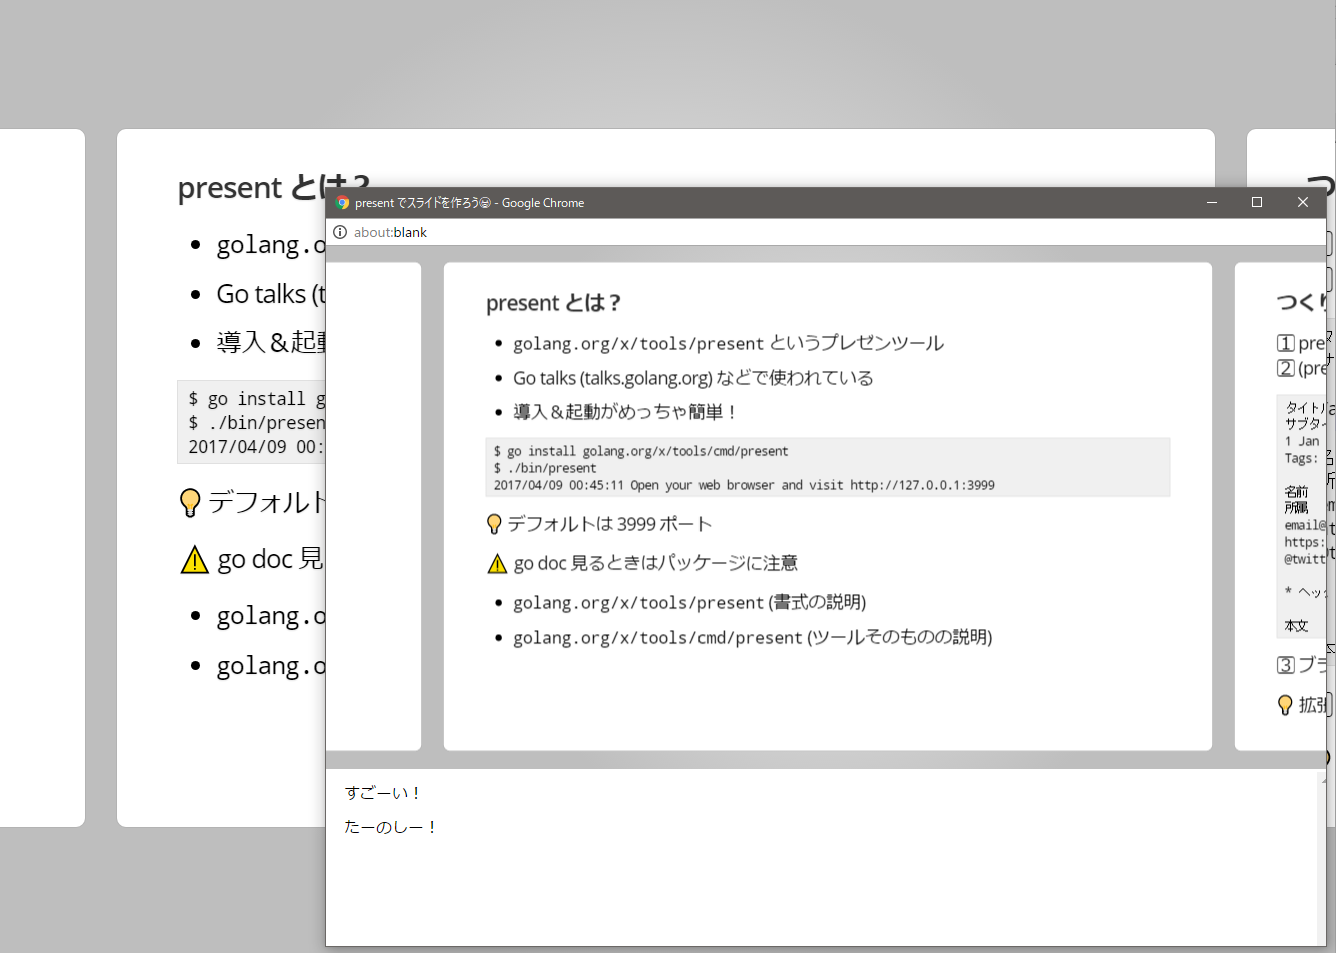 present とは？
golang.o
Go talks (t
導入＆起動
$ go install g
$ ./bin/presen
2017/04/09 00:
デフォルト
go doc 見
golang.o
golang.o
present でスライドを作ろう😆 - Google Chrome
about:blank
present とは？
golang.org/x/tools/present というプレゼンツール
Go talks (talks.golang.org) などで使われている
導入＆起動がめっちゃ簡単！
$ go install golang.org/x/tools/cmd/present
$ ./bin/present
2017/04/09 00:45:11 Open your web browser and visit http://127.0.0.1:3999
デフォルトは 3999 ポート
go doc 見るときはパッケージに注意
golang.org/x/tools/present (書式の説明)
golang.org/x/tools/cmd/present (ツールそのものの説明)
つくり
1 pre
2 (pre
タイトル
サブタイ
1 Jan
Tags:
名前
所属
email@
https:
@twitt
* ヘッ
本文
3 ブラ
拡張
すごーい！
たーのしー！
つ